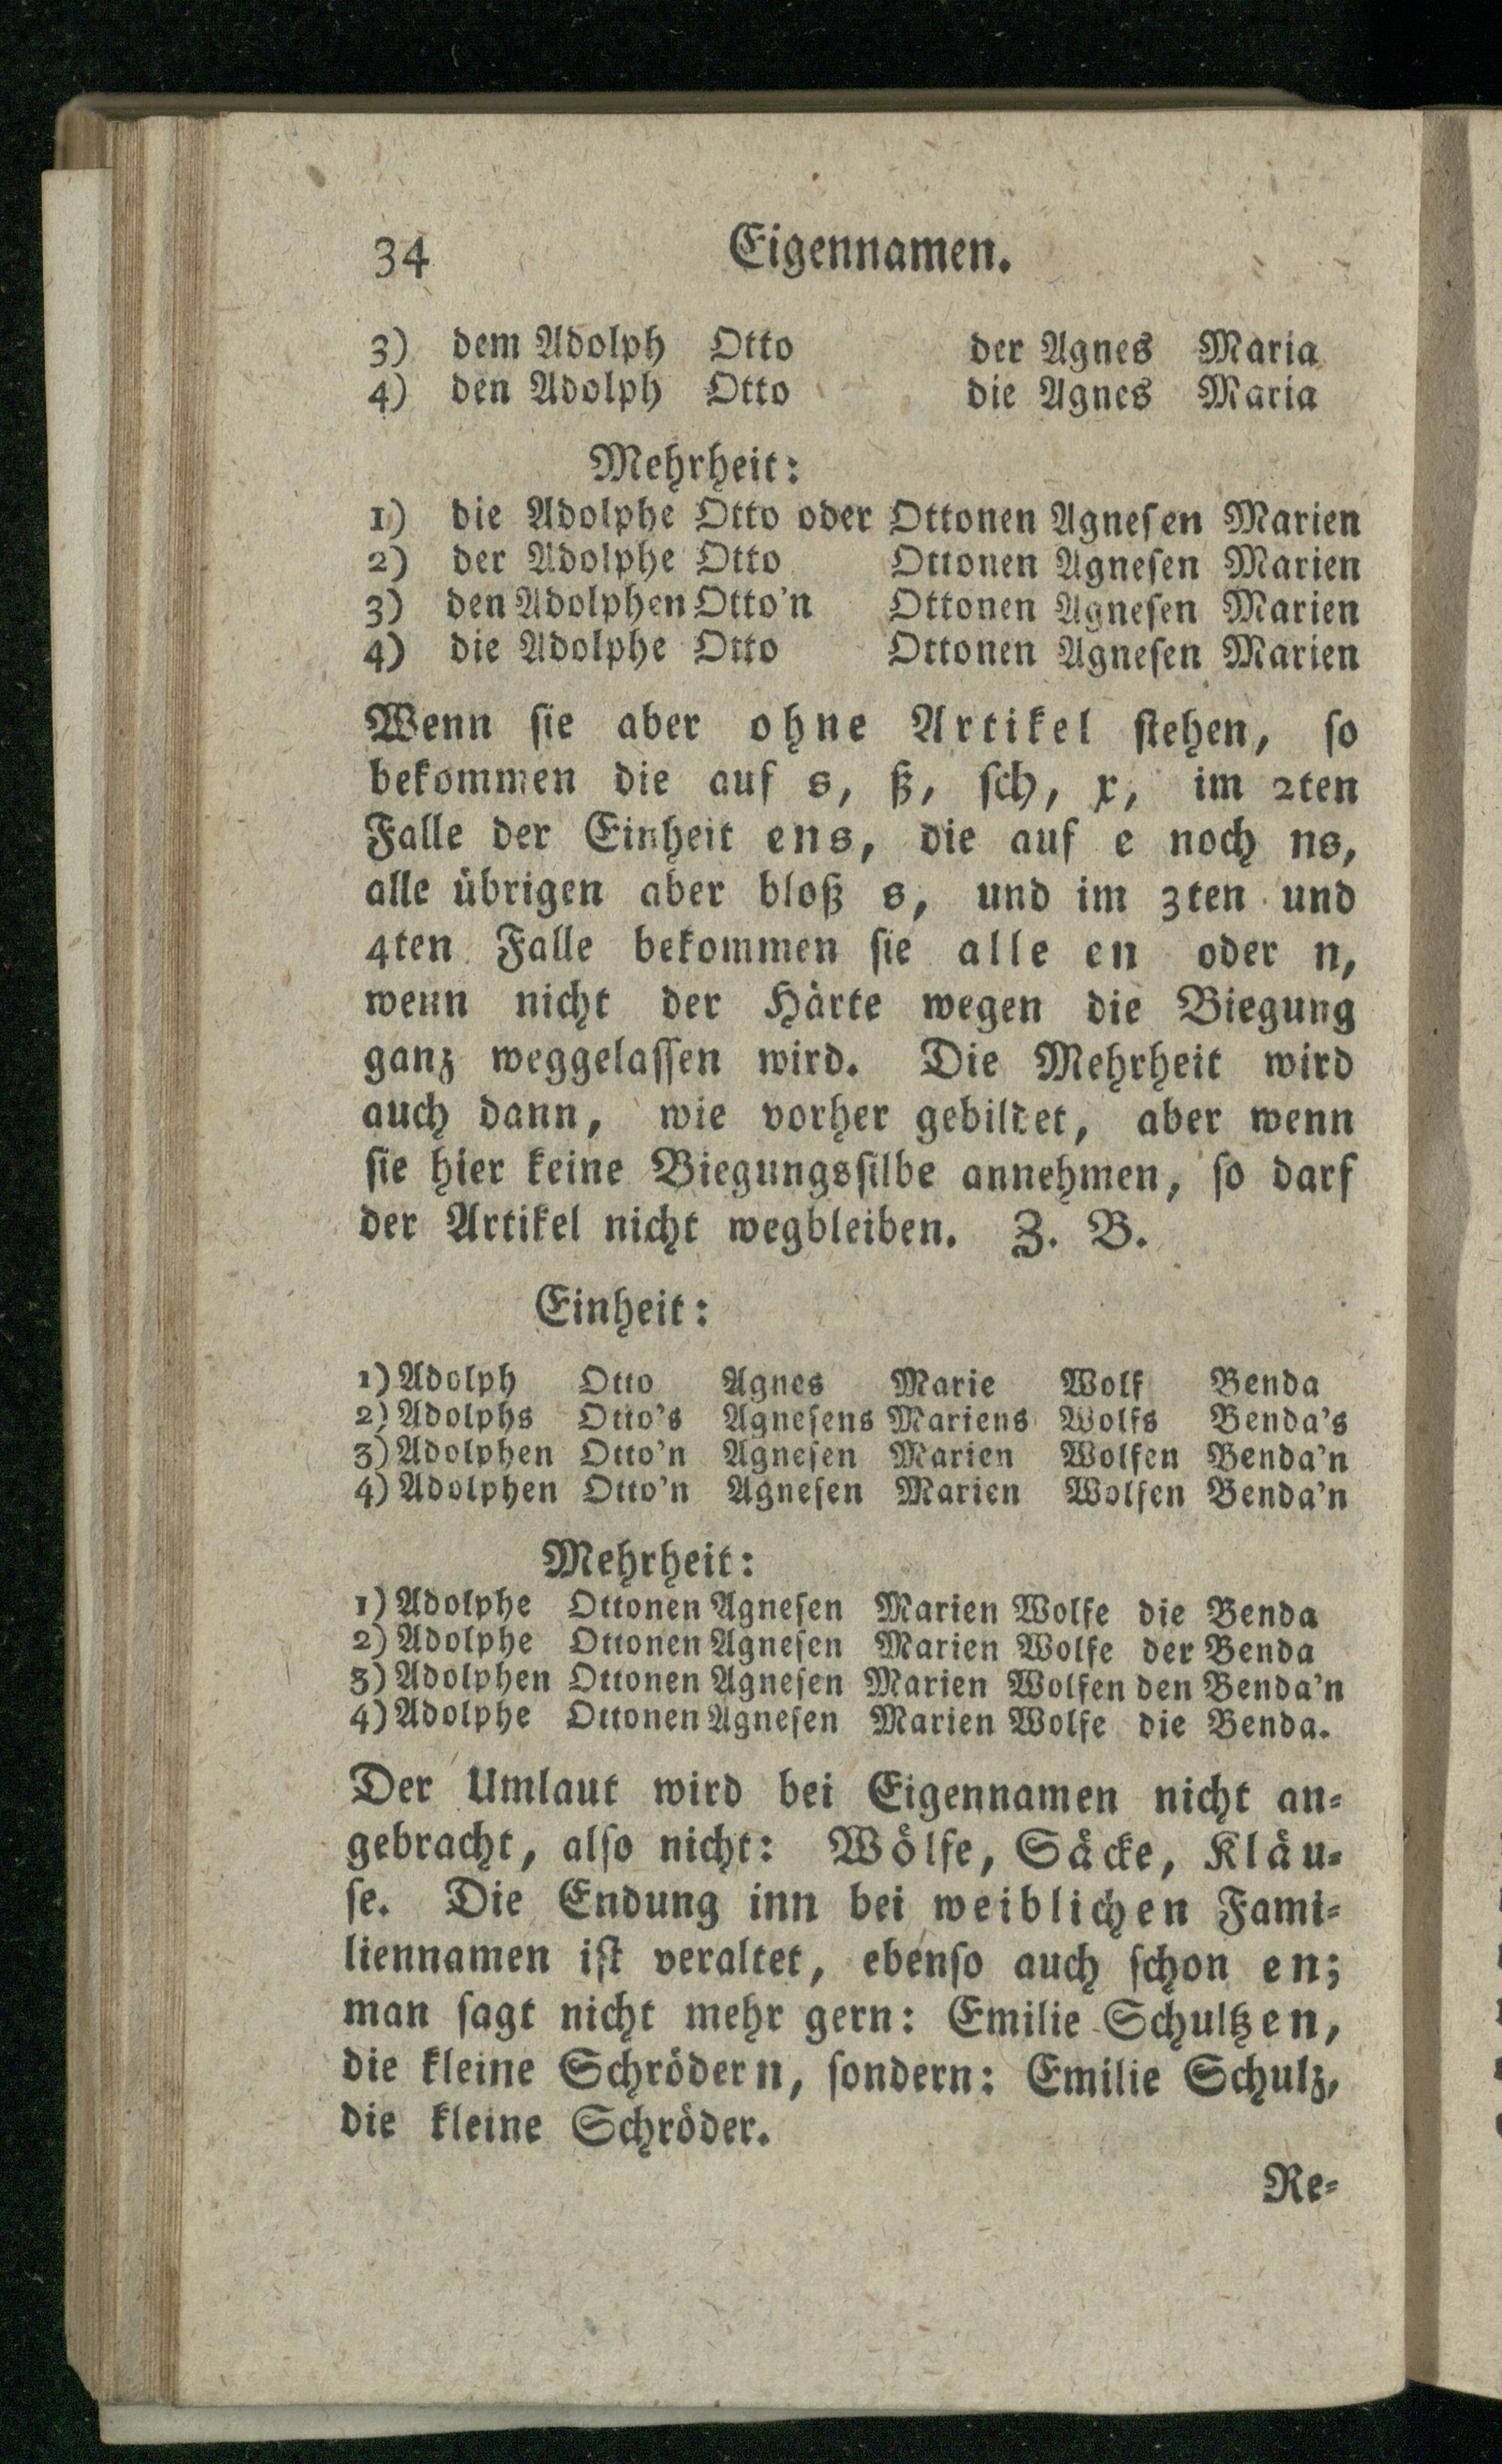 34 Eigennamen.
3) dem Adolph Otto der Agnes Maria
4) den Adolph Otto die Agnes Maria
Mehrheit:
1) die Adolphe Otto oder Ottonen Agneſen Marien
2) der Adolphe Otto Ottonen Agneſen Marien
3) den Adolphen Otto'n Ottonen Agneſen Marien
4) die Adolphe Otto Ottonen Agneſen Marien
Wenn ſie aber ohne Artikel ſtehen, ſo
bekommen die auf s, ß, ſch, x, im 2ten
Falle der Einheit ens, die auf e noch ns,
alle übrigen aber bloß s, und im 3ten und
4ten Falle bekommen ſie alle en oder n,
wenn nicht der Härte wegen die Biegung
ganz weggelaſſen wird. Die Mehrheit wird
auch dann, wie vorher gebildet, aber wenn
ſie hier keine Biegungsſilbe annehmen, ſo darf
der Artikel nicht wegbleiben. Z. B.
Einheit:
1) Adolph Otto Agnes Marie Wolf Benda
2) Adolphs Otto's Agneſens Mariens Wolfs Benda's
3) Adolphen Otto'n Agneſen Marien Wolfen Benda'n
4) Adolphen Otto'n Agneſen Marien Wolfen Benda'n
Mehrheit:
1) Adolphe Ottonen Agneſen Marien Wolfe die Benda
2) Adolphe Ottonen Agneſen Marien Wolfe der Benda
3) Adolphen Ottonen Agneſen Marien Wolfen den Benda'n
4) Adolphe Ottonen Agneſen Marien Wolfe die Benda.
Der Umlaut wird bei Eigennamen nicht an-
gebracht, alſo nicht: Wölfe, Säcke, Kläu-
ſe. Die Endung inn bei weiblichen Fami-
liennamen iſt veraltet, ebenſo auch ſchon en;
man ſagt nicht mehr gern: Emilie Schultzen,
die kleine Schrödern, ſondern: Emilie Schulz,
die kleine Schröder.
Re-